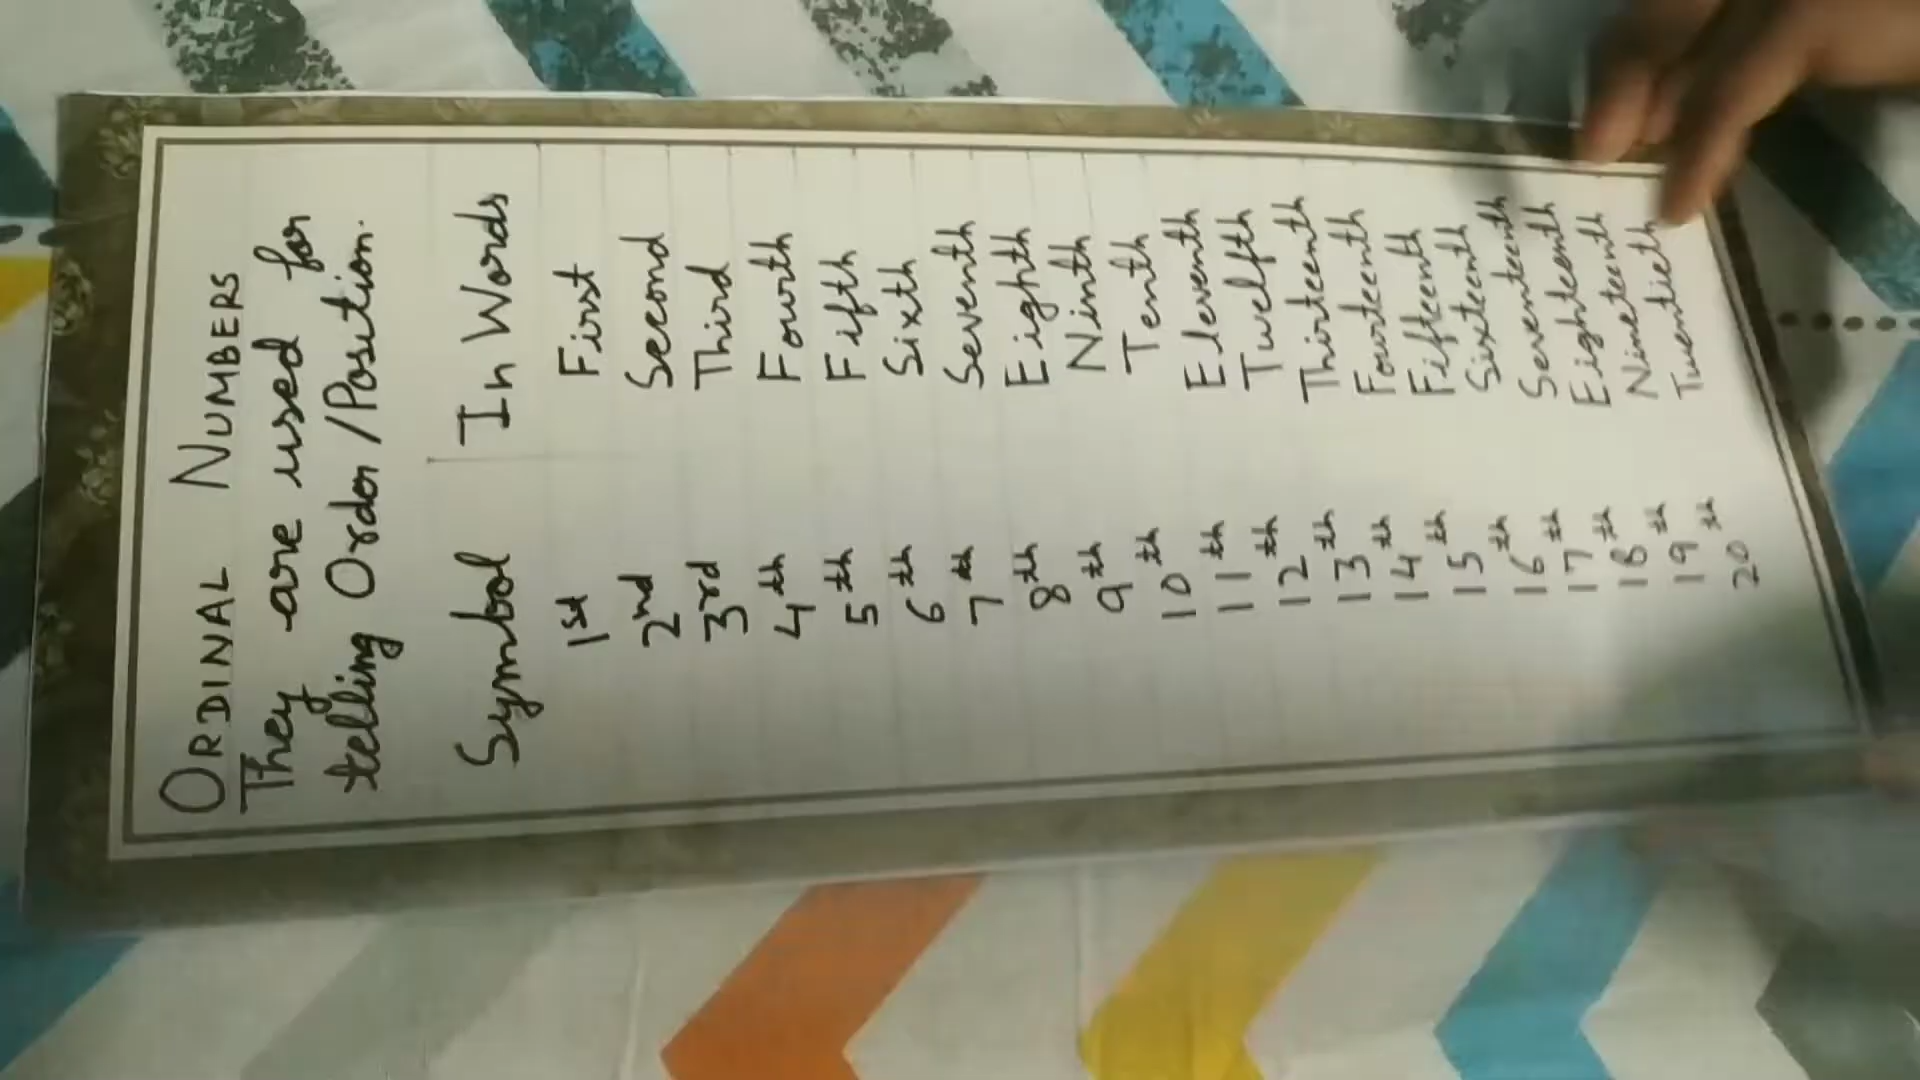 ORDINAL NUMBERS
They are used for
telling Order/Position.
Symbol In Words
1st First
2nd Second
3rd Third
4th Fourth
5th Fifth
6th Sixth
7th Seventh
8th Eighth
9th Ninth
10th Tenth
11th Eleventh
12th Twelfth
13th Thirteenth
14th Fourteenth
15th Fifteenth
16th Sixteenth
17th Seventeenth
18th Eighteenth
19th Nineteenth
20th Twentieth